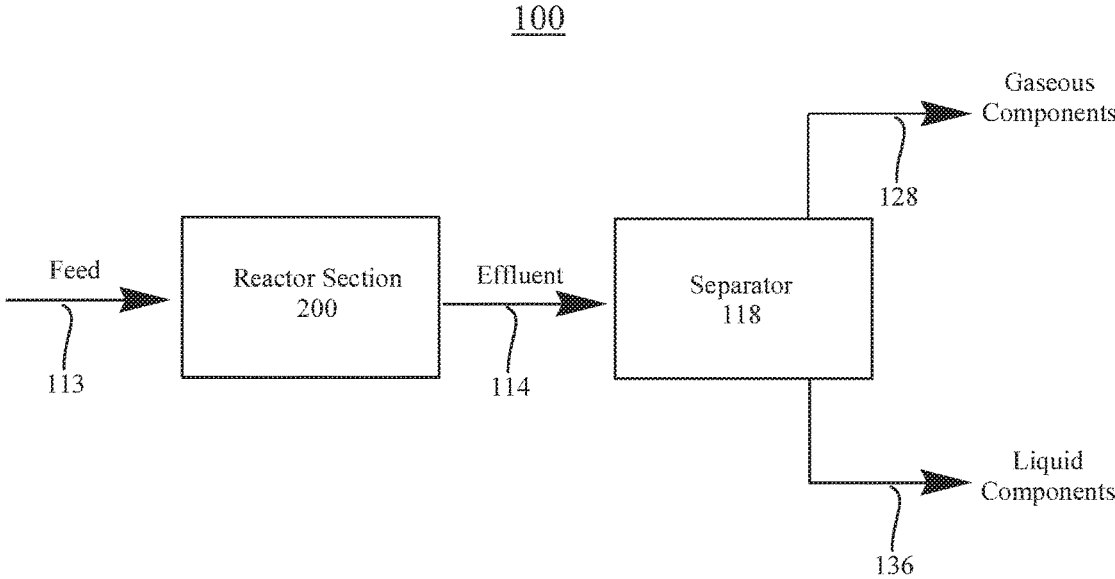 100
Gaseous
Components
128
Feed
Reactor Section
200
Effluent
Separator
118
113
114
Liquid
Components
136